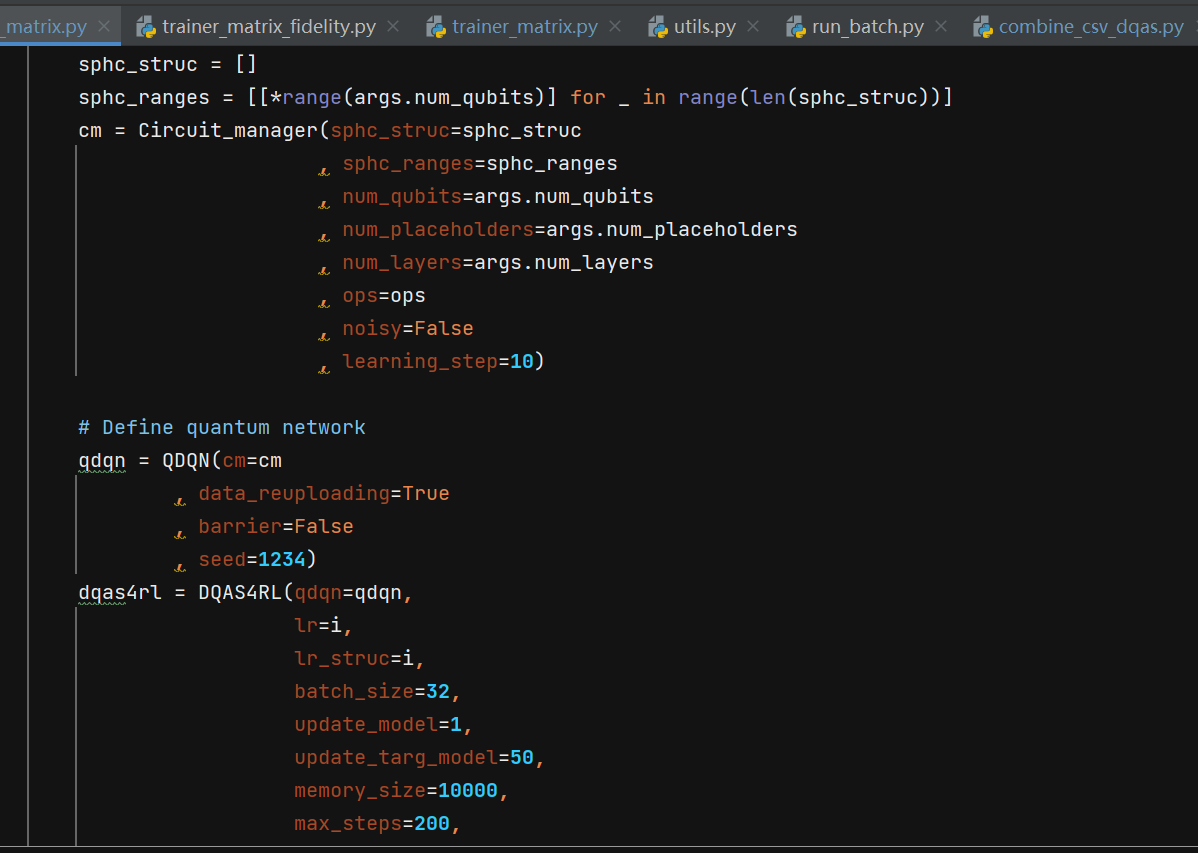 _matrix.py trainer_matrix_fidelity.py trainer_matrix.py utils.py run_batch.py combine_csv_dqas.py
sphc_struc = []
sphc_ranges = [[*range(args.num_qubits)] for _ in range(len(sphc_struc))]
cm = Circuit_manager(sphc_struc=sphc_struc
, sphc_ranges=sphc_ranges
, num_qubits=args.num_qubits
, num_placeholders=args.num_placeholders
, num_layers=args.num_layers
, ops=ops
, noisy=False
, learning_step=10)
# Define quantum network
qdqn = QDQN(cm=cm
, data_reuploading=True
, barrier=False
, seed=1234)
dqas4rl = DQAS4RL(qdqn=qdqn,
lr=i,
lr_struc=i,
batch_size=32,
update_model=1,
update_targ_model=50,
memory_size=10000,
max_steps=200,